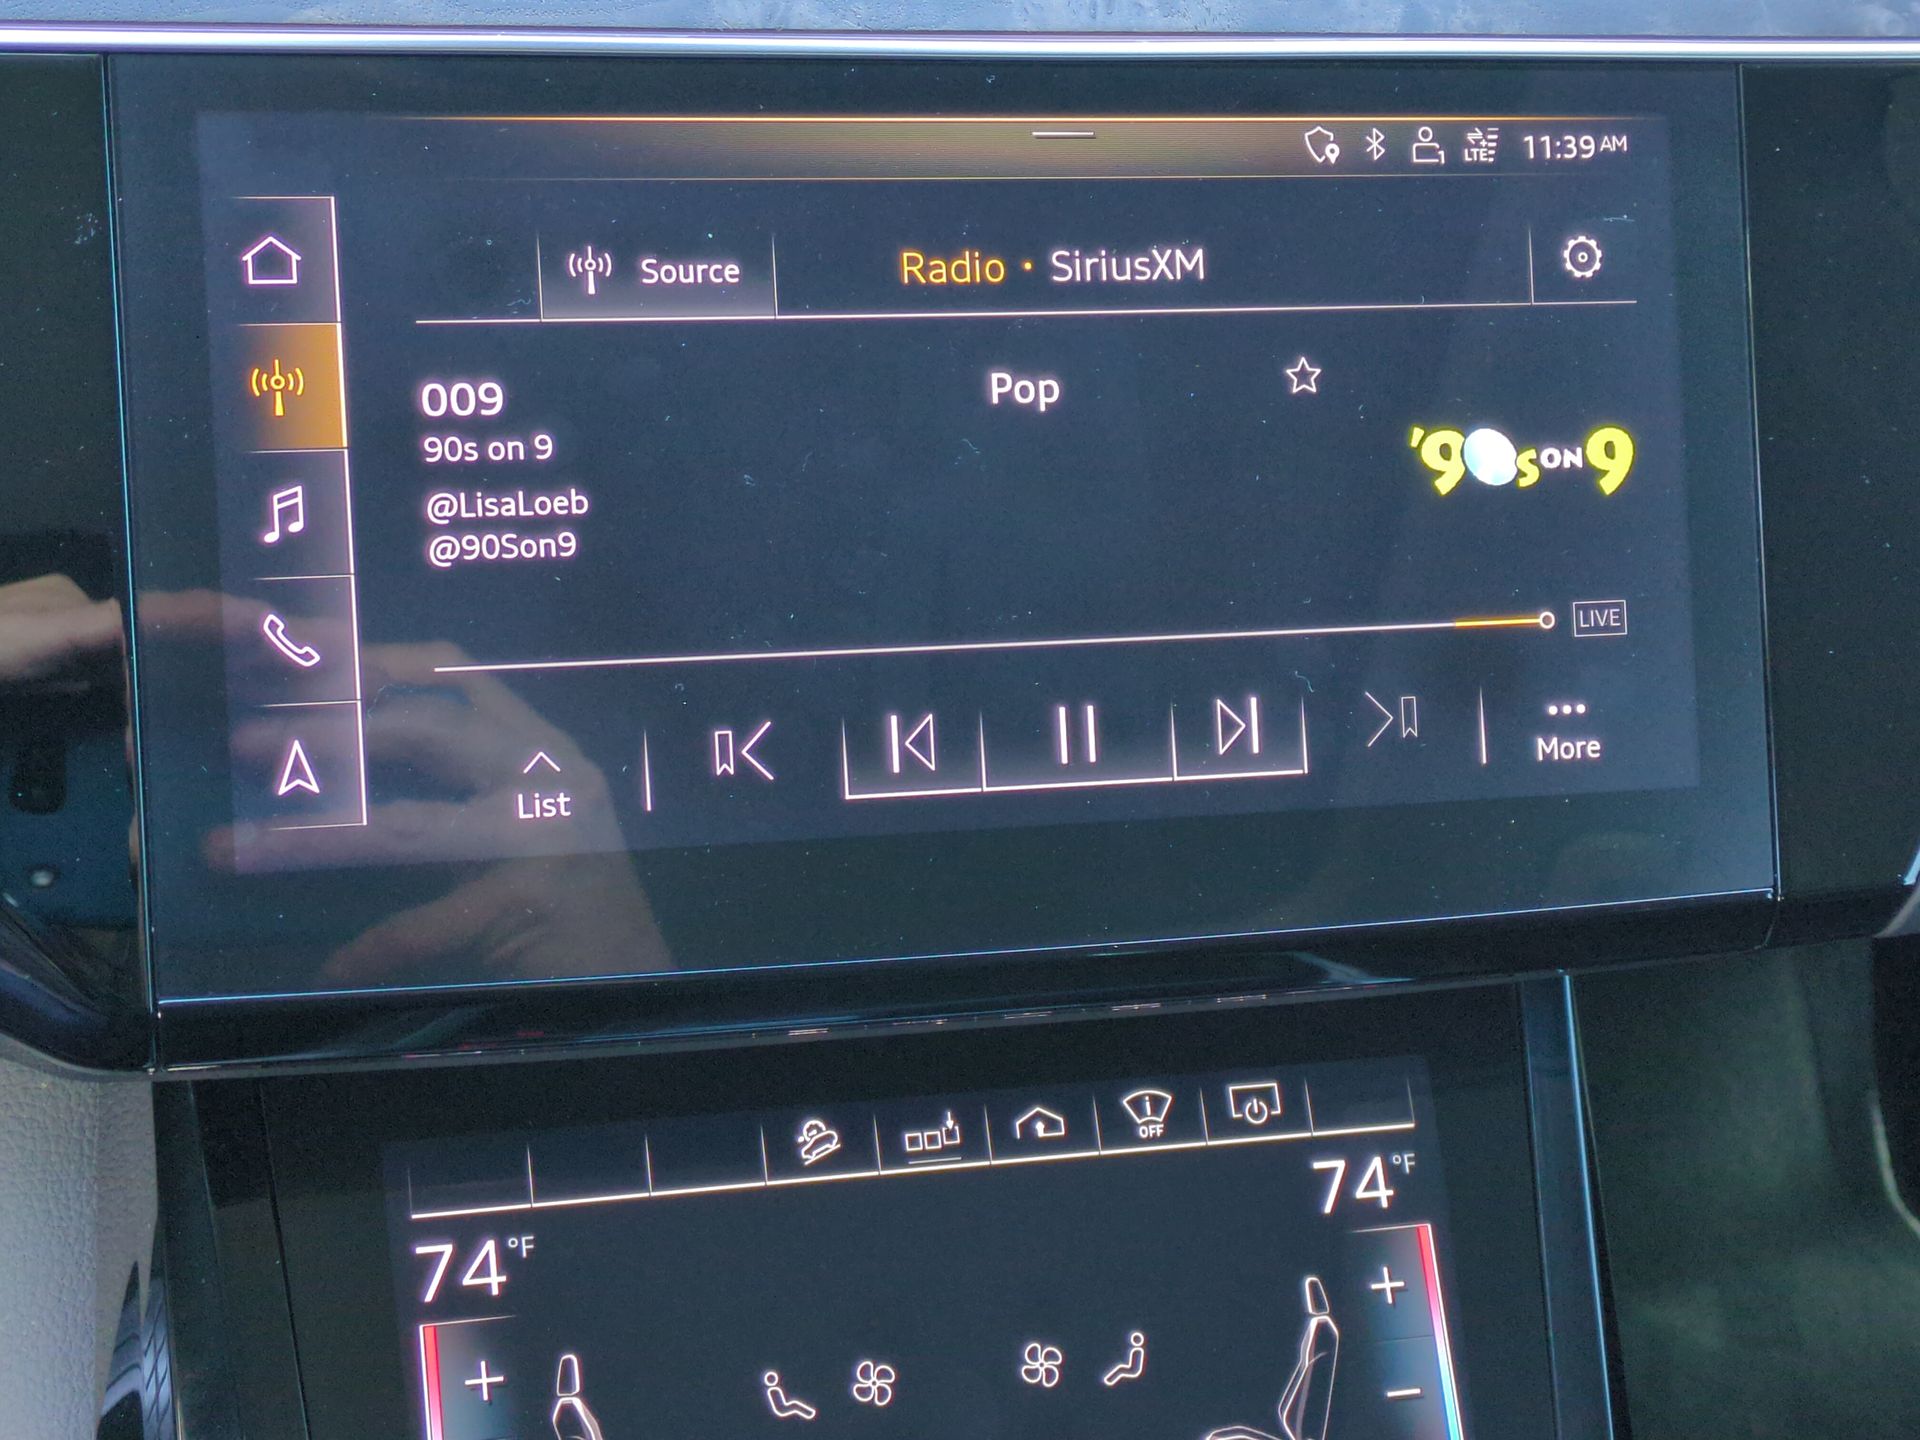 LTE 11:39 AM
Source
Radio • SiriusXM
009
Pop
90s on 9
'90s ON 9
@LisaLoeb
@90Son9
LIVE
List
More
OFF
74 °F
74 °F